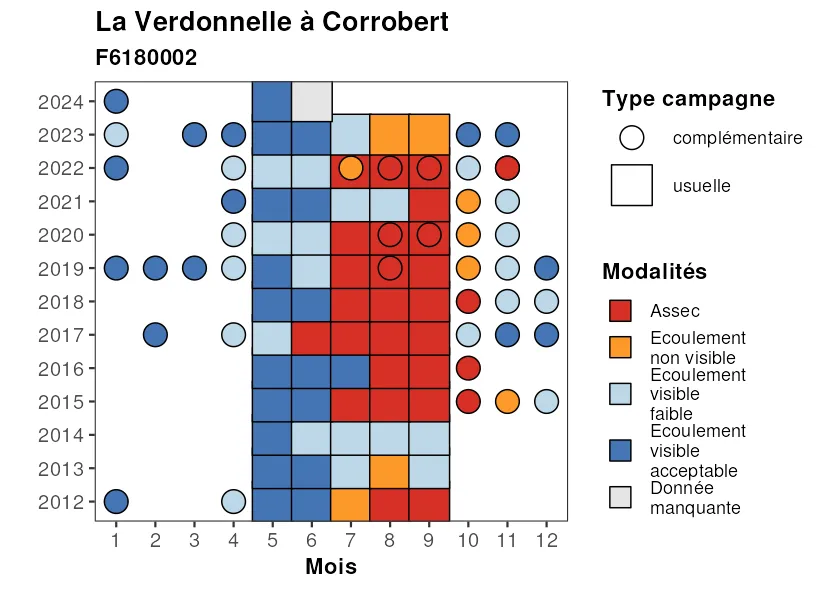 La Verdonnelle à Corrobert
F6180002
2024
2023
2022
2021
2020
2019
2018
2017
2016
2015
2014
2013
2012
1 2 3 4 5 6 7 8 9 10 11 12
Mois
Type campagne
complémentaire
usuelle
Modalités
Assec
Ecoulement
non visible
Ecoulement
visible
faible
Ecoulement
visible
acceptable
Donnée
manquante